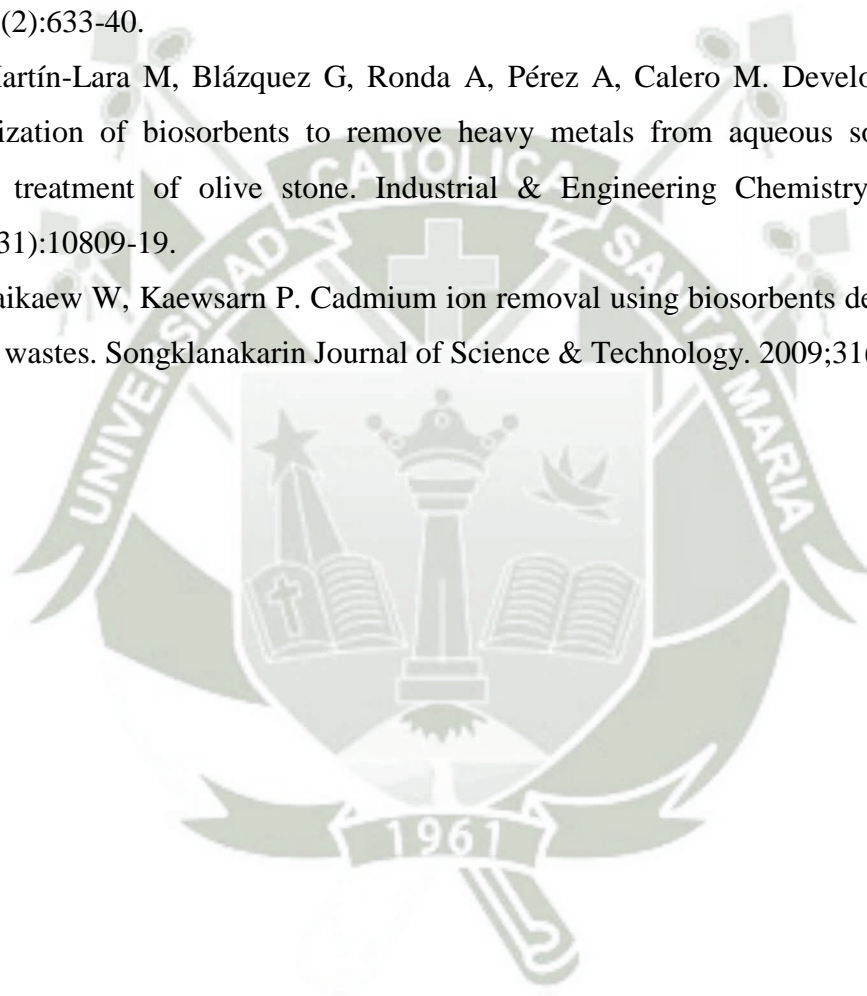 (2):633-40.
artín-Lara M, Blázquez G, Ronda A, Pérez A, Calero M. Develo
ization of biosorbents to remove heavy metals from aqueous so
treatment of olive stone. Industrial & Engineering Chemistry
31):10809-19.
aikaew W, Kaewsarn P. Cadmium ion removal using biosorbents de
wastes. Songklanakarin Journal of Science & Technology. 2009;31
UNIVERSIDAD CATOLICA SANTA MARIA
1961